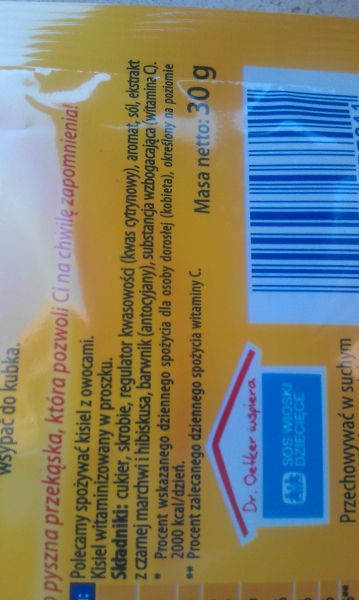 wsypać do kubka.
pyszna przekąska, która pozwoli Ci na chwilę zapomnienia!
Polecamy spożywać kisiel z owocami.
Kisiel witaminizowany w proszku.
Składniki: cukier, skrobie, regulator kwasowości (kwas cytrynowy), aromat, sól, ekstrakt
z czarnej marchwi i hibiskusa, barwnik (antocyjany), substancja wzbogacająca (witamina C).
* Procent wskazanego dziennego spożycia dla osoby dorosłej (kobieta), określony na poziomie
2000 kcal/dzień.
** Procent zalecanego dziennego spożycia witaminy C.
Masa netto: 30 g
Dr. Oetker wspiera
SOS WIOSKI
DZIECIĘCE
Przechowywać w suchym